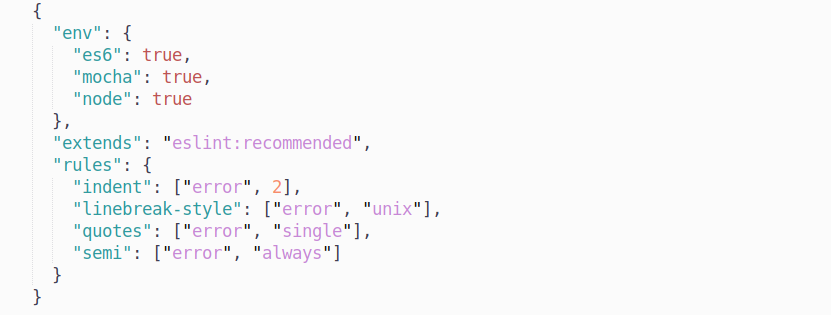 {
  "env": {
    "es6": true,
    "mocha": true,
    "node": true
  },
  "extends": "eslint:recommended",
  "rules": {
    "indent": ["error", 2],
    "linebreak-style": ["error", "unix"],
    "quotes": ["error", "single"],
    "semi": ["error", "always"]
  }
}